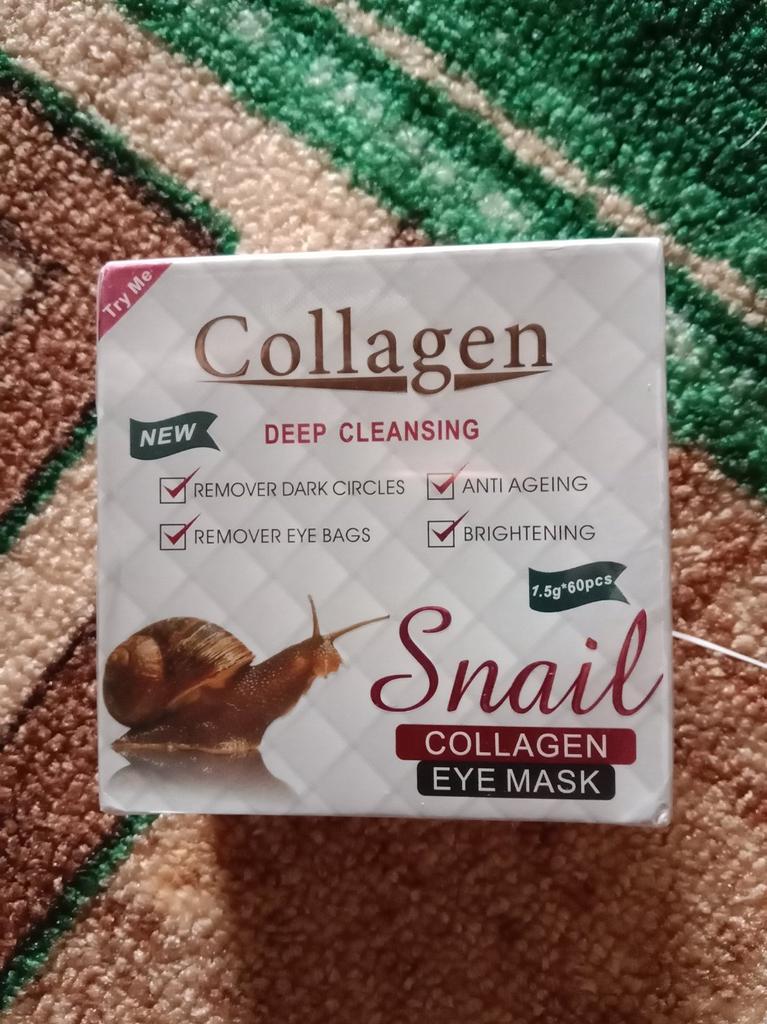 Try Me
Collagen
NEW
DEEP CLEANSING
REMOVER DARK CIRCLES
ANTI AGEING
REMOVER EYE BAGS
BRIGHTENING
1.5g*60pcs
Snail
COLLAGEN
EYE MASK